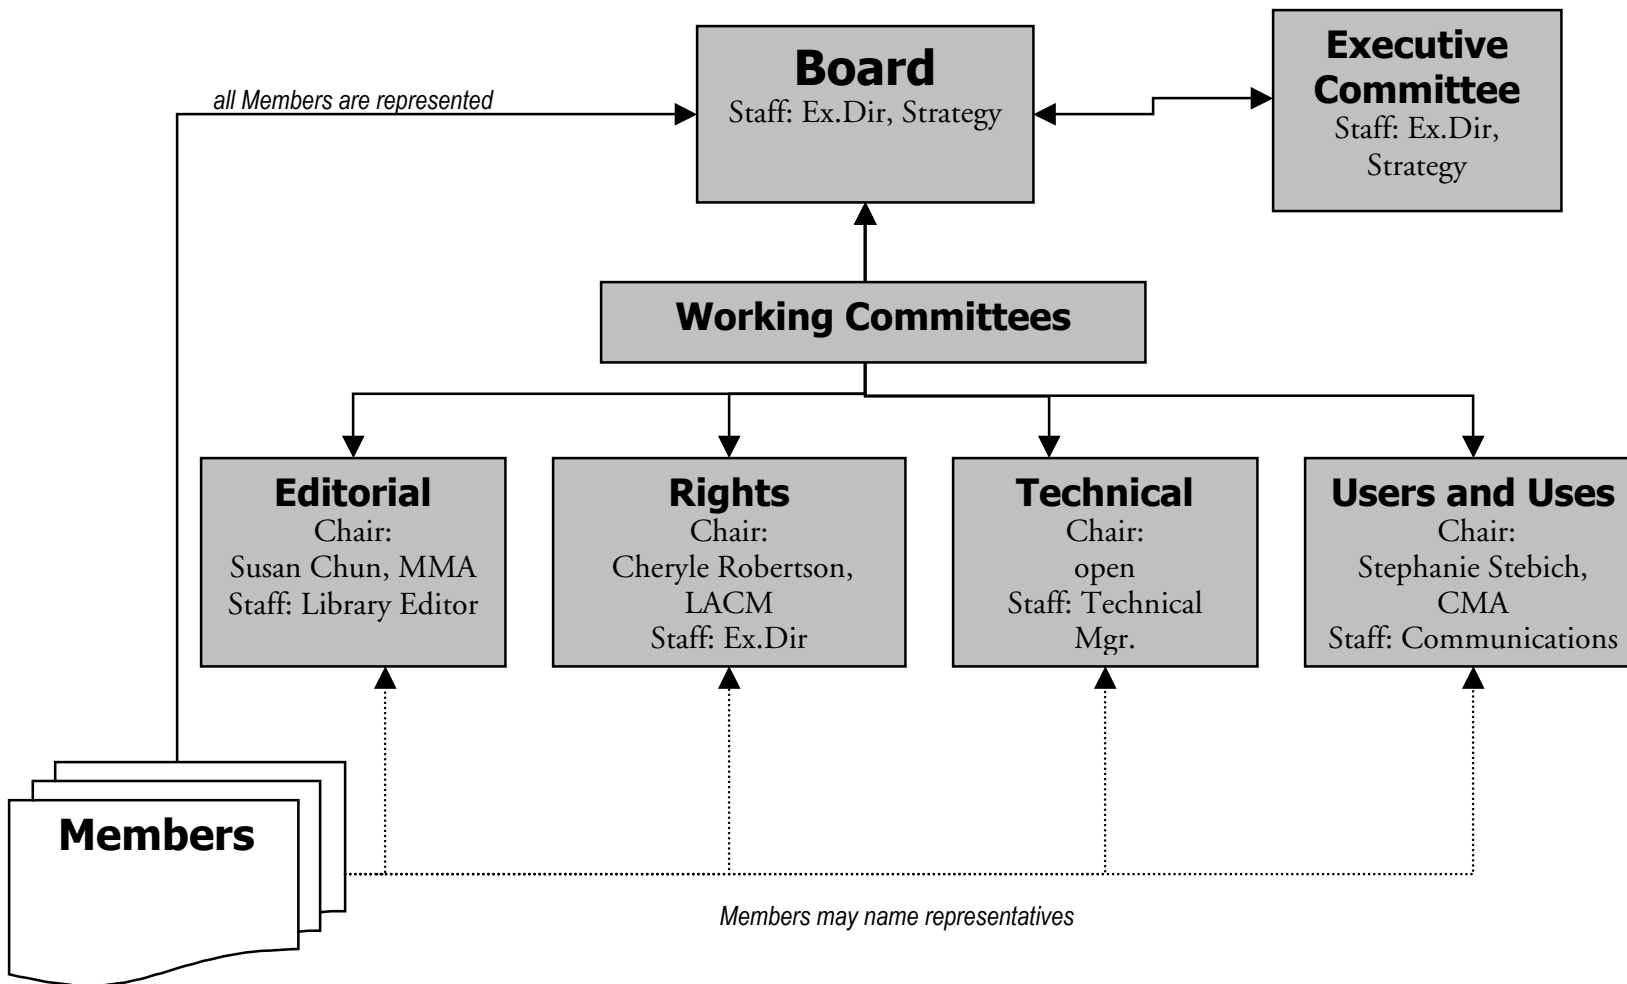 all Members are represented
Board
Staff: Ex.Dir, Strategy
Executive
Committee
Staff: Ex.Dir,
Strategy
Working Committees
Editorial
Chair:
Susan Chun, MMA
Staff: Library Editor
Rights
Chair:
Cheryle Robertson,
LACM
Staff: Ex.Dir
Technical
Chair:
open
Staff: Technical
Mgr.
Users and Uses
Chair:
Stephanie Stebich,
CMA
Staff: Communications
Members
Members may name representatives